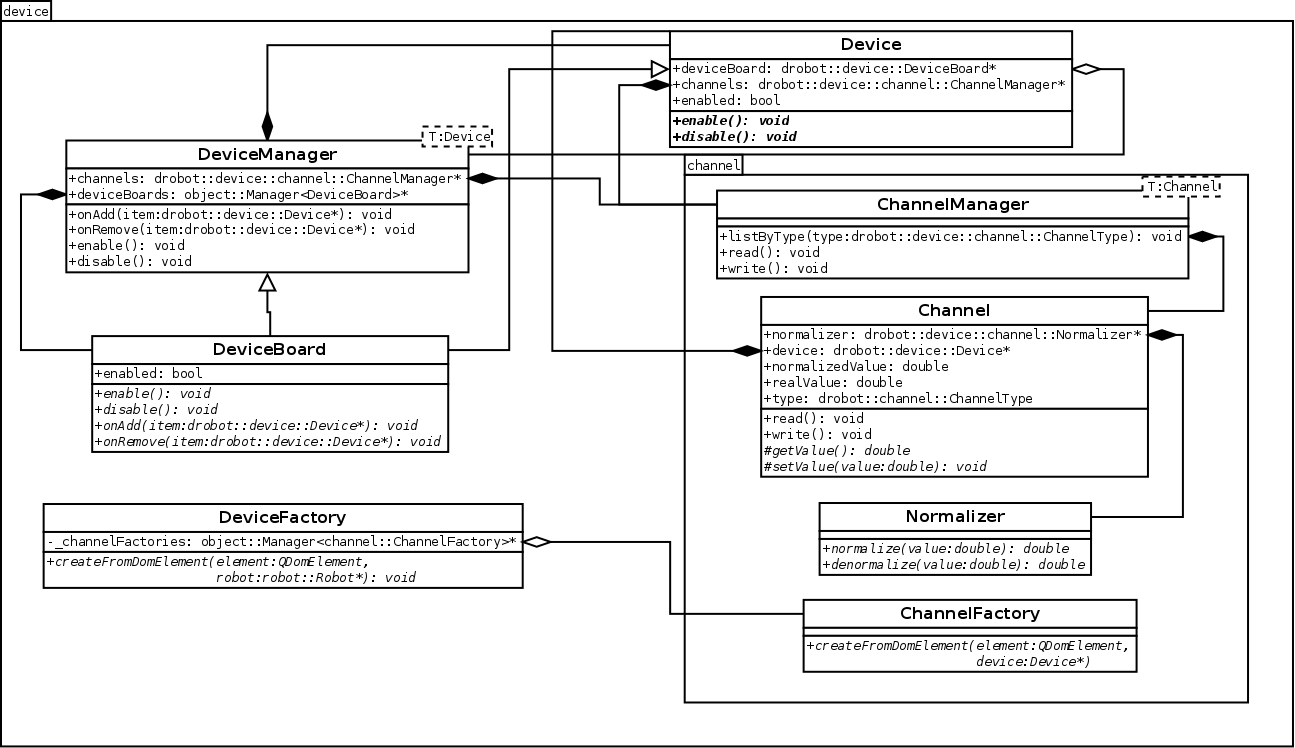 device
Device
+deviceBoard: drobot::device::DeviceBoard*
+channels: drobot::device::channel::ChannelManager*
+enabled: bool
+enable(): void
+disable(): void
T:Device
DeviceManager
+channels: drobot::device::channel::ChannelManager*
+deviceBoards: object::Manager<DeviceBoard>*
+onAdd(item:drobot::device::Device*): void
+onRemove(item:drobot::device::Device*): void
+enable(): void
+disable(): void
channel
T:Channel
ChannelManager
+listByType(type:drobot::device::channel::ChannelType): void
+read(): void
+write(): void
Channel
+normalizer: drobot::device::channel::Normalizer*
+device: drobot::device::Device*
+normalizedValue: double
+realValue: double
+type: drobot::channel::ChannelType
+read(): void
+write(): void
#getValue(): double
#setValue(value:double): void
DeviceBoard
+enabled: bool
+enable(): void
+disable(): void
+onAdd(item:drobot::device::Device*): void
+onRemove(item:drobot::device::Device*): void
DeviceFactory
-_channelFactories: object::Manager<channel::ChannelFactory>*
+createFromDomElement(element:QDomElement,
robot:robot::Robot*): void
Normalizer
+normalize(value:double): double
+denormalize(value:double): double
ChannelFactory
+createFromDomElement(element:QDomElement,
device:Device*)